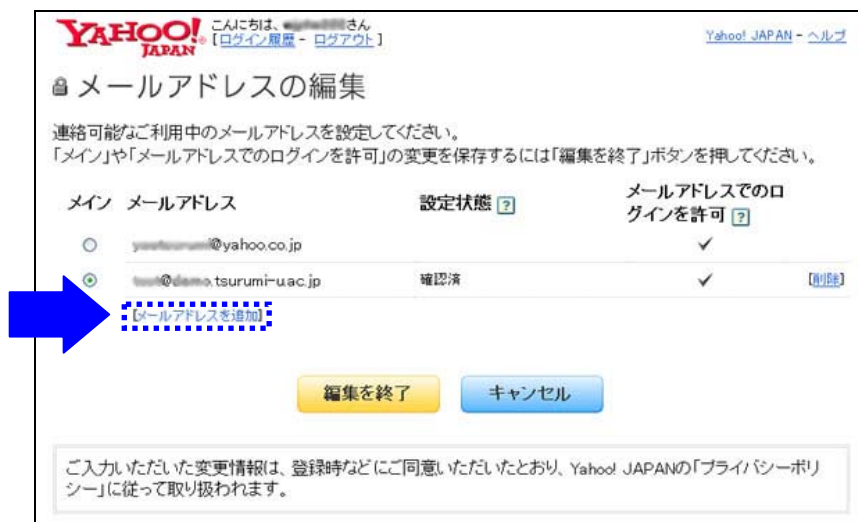 YAHOO! JAPAN
こんにちは、さん
[ログイン履歴 - ログアウト]
Yahoo! JAPAN - ヘルプ
メールアドレスの編集
連絡可能なご利用中のメールアドレスを設定してください。
「メイン」や「メールアドレスでのログインを許可」の変更を保存するには「編集を終了」ボタンを押してください。
メイン メールアドレス 設定状態 ? メールアドレスでのログインを許可 ?
@yahoo.co.jp ✓
.tsurumi-u.ac.jp 確認済 ✓ [削除]
[メールアドレスを追加]
編集を終了 キャンセル
ご入力いただいた変更情報は、登録時などにご同意いただいたとおり、Yahoo! JAPANの「プライバシーポリ
シー」に従って取り扱われます。